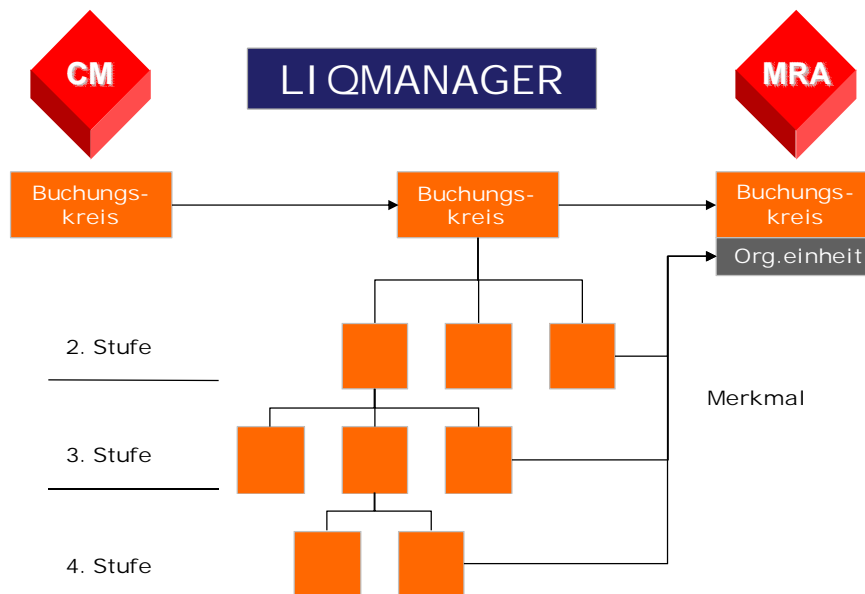 CM
LIQMANAGER
MRA
Buchungs-
kreis
Buchungs-
kreis
Buchungs-
kreis
Org.einheit
2. Stufe
Merkmal
3. Stufe
4. Stufe